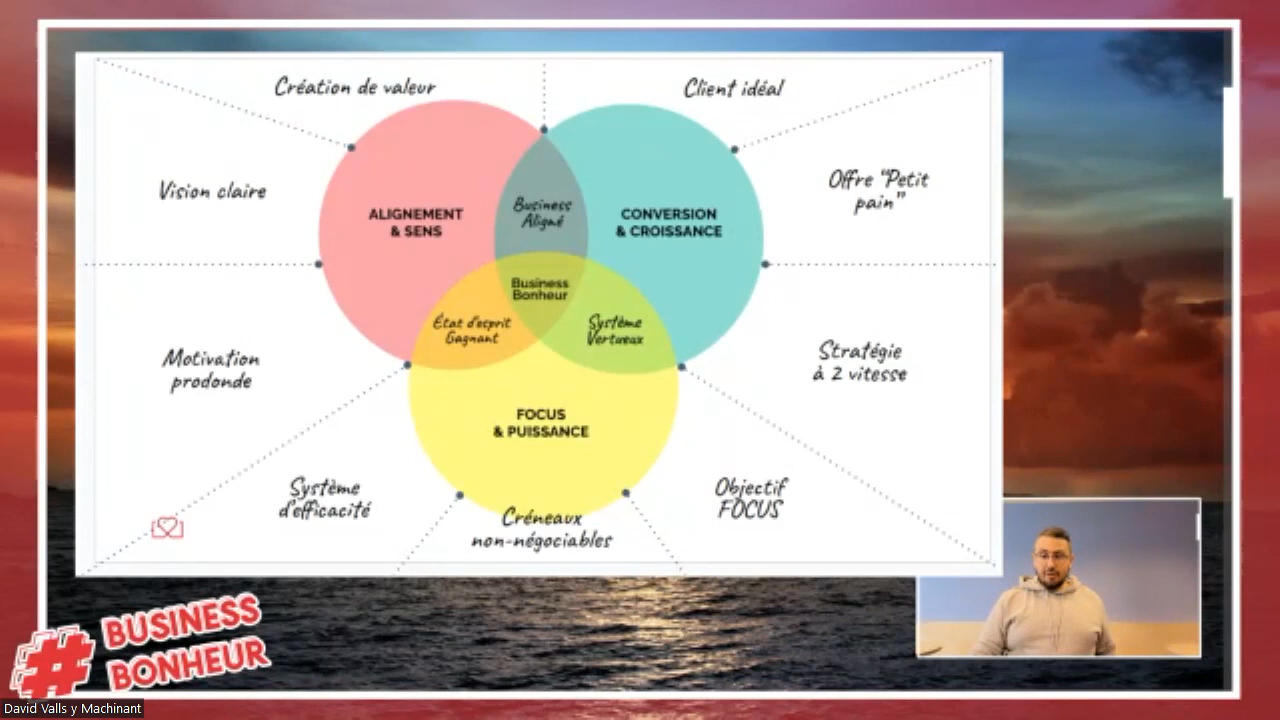 Création de valeur
Client idéal
Vision claire
Offre “Petit
pain”
ALIGNEMENT
& SENS
Business
Aligné
CONVERSION
& CROISSANCE
Business
Bonheur
État d'esprit
Gagnant
Système
Vertueux
Motivation
prodonde
Stratégie
à 2 vitesse
FOCUS
& PUISSANCE
Système
d'efficacité
Créneaux
non-négociables
Objectif
FOCUS
# BUSINESS
BONHEUR
David Valls y Machinant